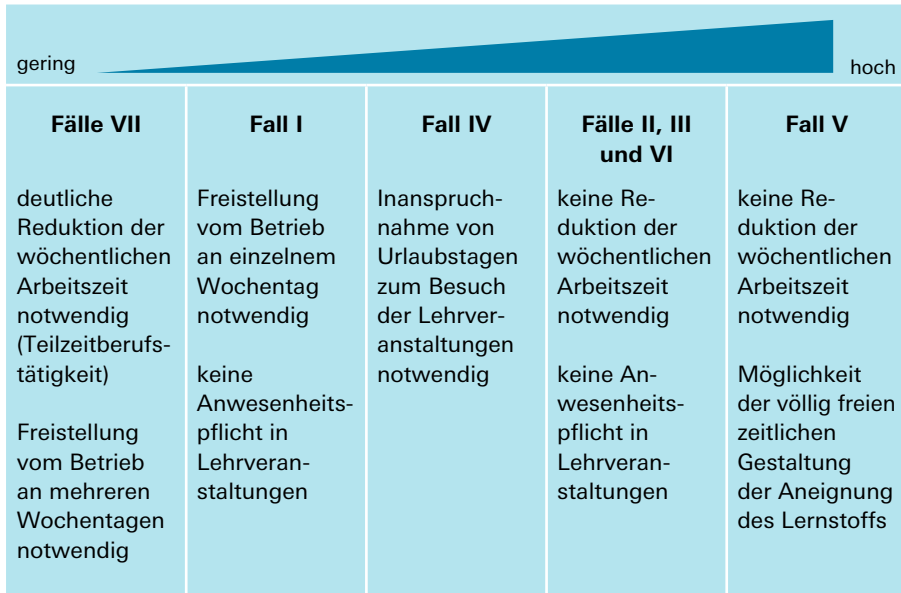 gering
hoch
Fälle VII
deutliche
Reduktion der
wöchentlichen
Arbeitszeit
notwendig
(Teilzeitberufs-
tätigkeit)
Freistellung
vom Betrieb
an mehreren
Wochentagen
notwendig
Fall I
Freistellung
vom Betrieb
an einzelnem
Wochentag
notwendig
keine
Anwesenheits-
pflicht in
Lehrveran-
staltungen
Fall IV
Inanspruch-
nahme von
Urlaubstagen
zum Besuch
der Lehrver-
anstaltungen
notwendig
Fälle II, III
und VI
keine Re-
duktion der
wöchentlichen
Arbeitszeit
notwendig
keine An-
wesenheits-
pflicht in
Lehrveran-
staltungen
Fall V
keine Re-
duktion der
wöchentlichen
Arbeitszeit
notwendig
Möglichkeit
der völlig freien
zeitlichen
Gestaltung
der Aneignung
des Lernstoffs